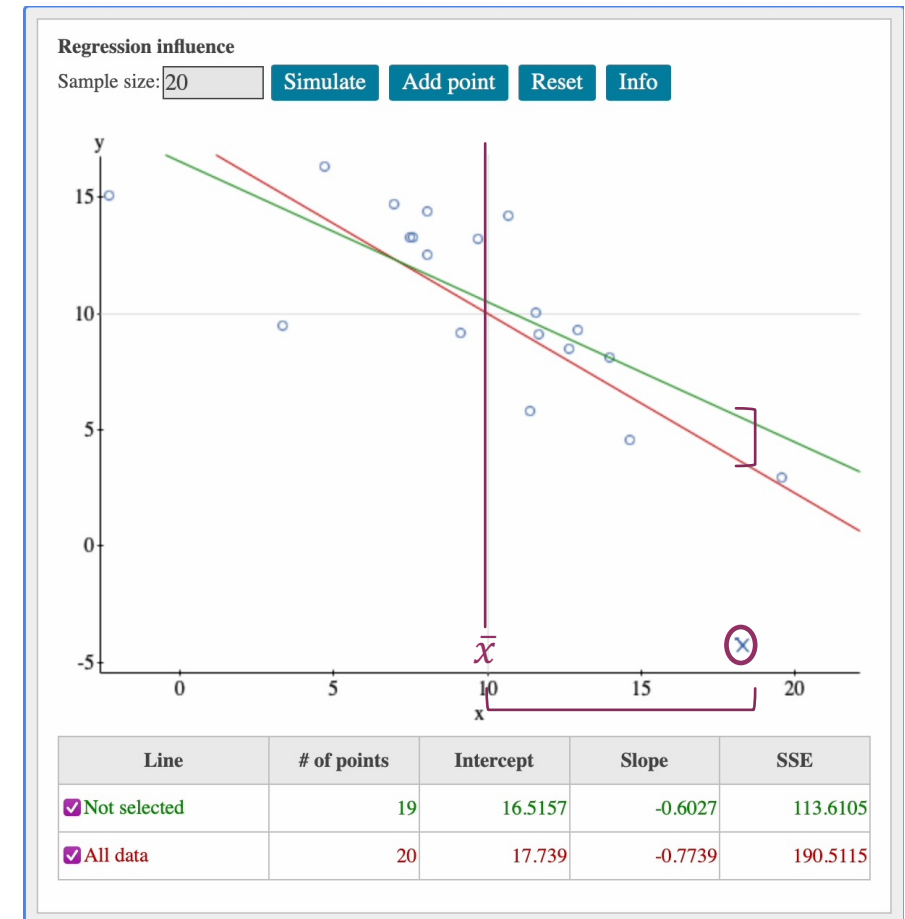 Regression influence
Sample size: 20 Simulate Add point Reset Info
y
15
10
5
0
-5
x̄
0 5 10 15 20
x
Line # of points Intercept Slope SSE
Not selected 19 16.5157 -0.6027 113.6105
All data 20 17.739 -0.7739 190.5115